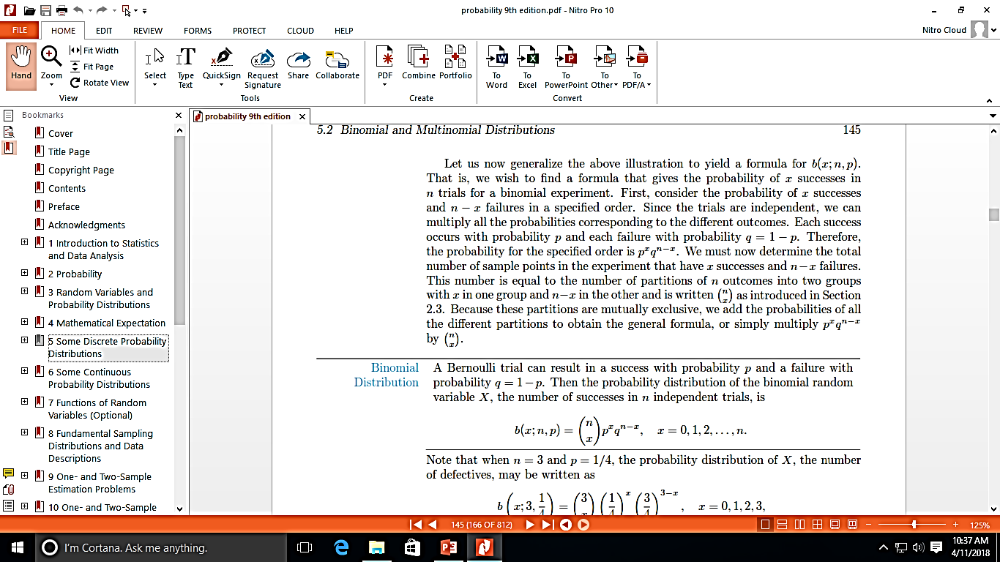 probability 9th edition.pdf - Nitro Pro 10
FILE HOME EDIT REVIEW FORMS PROTECT CLOUD HELP
Nitro Cloud
Hand
Zoom
Fit Width
Fit Page
Rotate View
View
Select
Type Text
QuickSign
Request Signature
Share
Collaborate
Tools
PDF
Combine
Portfolio
Create
To Word
To Excel
To PowerPoint
To Other
To PDF/A
Convert
Bookmarks
probability 9th edition
Cover
Title Page
Copyright Page
Contents
Preface
Acknowledgments
1 Introduction to Statistics
and Data Analysis
2 Probability
3 Random Variables and
Probability Distributions
4 Mathematical Expectation
5 Some Discrete Probability
Distributions
6 Some Continuous
Probability Distributions
7 Functions of Random
Variables (Optional)
8 Fundamental Sampling
Distributions and Data
Descriptions
9 One- and Two-Sample
Estimation Problems
10 One- and Two-Sample
5.2 Binomial and Multinomial Distributions 145
Let us now generalize the above illustration to yield a formula for b(x; n, p).
That is, we wish to find a formula that gives the probability of x successes in
n trials for a binomial experiment. First, consider the probability of x successes
and n − x failures in a specified order. Since the trials are independent, we can
multiply all the probabilities corresponding to the different outcomes. Each success
occurs with probability p and each failure with probability q = 1 − p. Therefore,
the probability for the specified order is pˣqⁿ⁻ˣ. We must now determine the total
number of sample points in the experiment that have x successes and n−x failures.
This number is equal to the number of partitions of n outcomes into two groups
with x in one group and n−x in the other and is written (n x) as introduced in Section
2.3. Because these partitions are mutually exclusive, we add the probabilities of all
the different partitions to obtain the general formula, or simply multiply pˣqⁿ⁻ˣ
by (n x).
Binomial Distribution
A Bernoulli trial can result in a success with probability p and a failure with
probability q = 1−p. Then the probability distribution of the binomial random
variable X, the number of successes in n independent trials, is
b(x; n, p) = (n x) pˣqⁿ⁻ˣ, x = 0, 1, 2, . . . , n.
Note that when n = 3 and p = 1/4, the probability distribution of X, the number
of defectives, may be written as
b (x; 3, 1/4) = (3 x) (1/4)ˣ (3/4)³⁻ˣ, x = 0, 1, 2, 3,
145 (166 OF 812)
125%
I'm Cortana. Ask me anything.
10:37 AM
4/11/2018